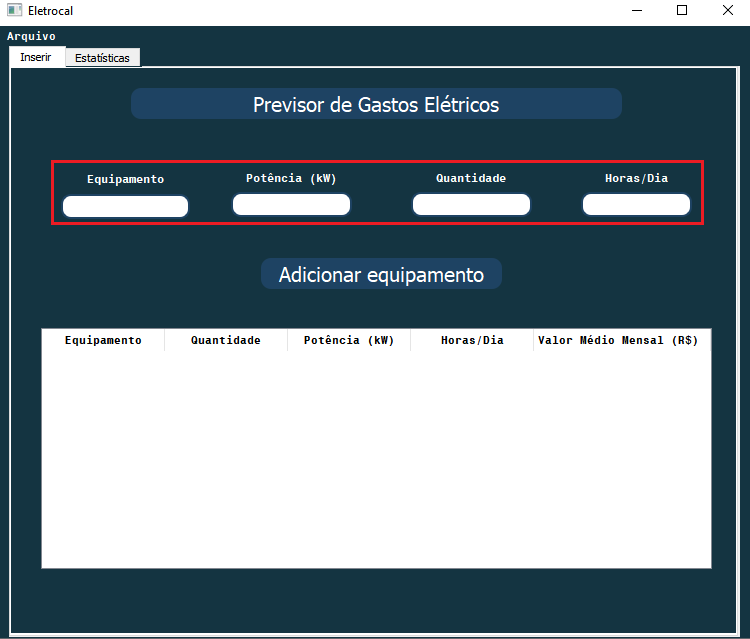 Eletrocal
Arquivo
Inserir Estatísticas
Previsor de Gastos Elétricos
Equipamento Potência (kW) Quantidade Horas/Dia
Adicionar equipamento
Equipamento Quantidade Potência (kW) Horas/Dia Valor Médio Mensal (R$)